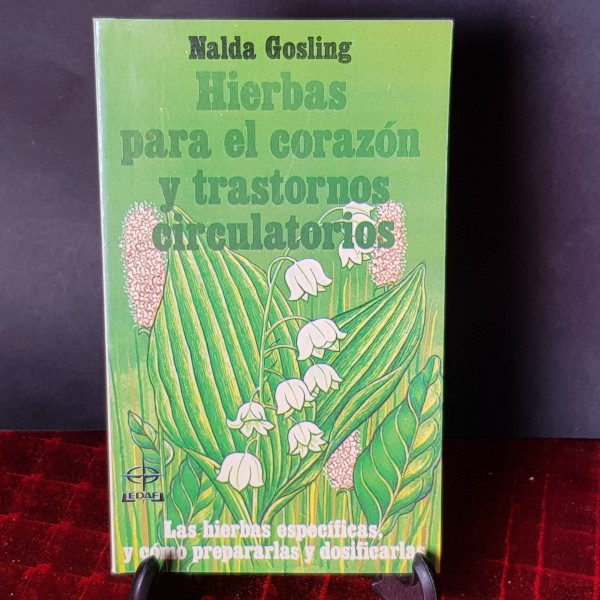 Nalda Gosling
Hierbas
para el corazón
y trastornos
circulatorios
EDAF
Las hierbas específicas,
y cómo prepararlas y dosificarlas